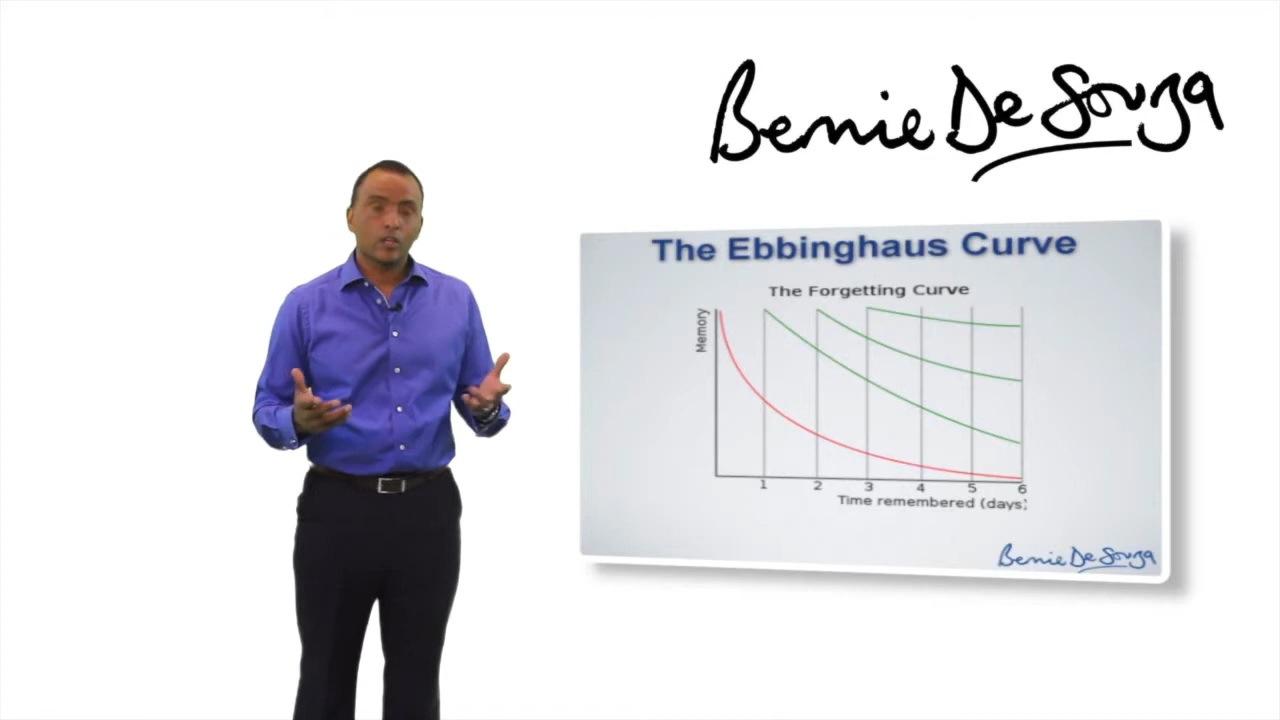 Bernie De Souza
The Ebbinghaus Curve
The Forgetting Curve
Memory
1 2 3 4 5 6
Time remembered (days)
Bernie De Souza